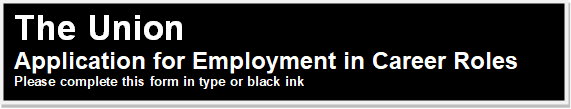 The Union
Application for Employment in Career Roles
Please complete this form in type or black ink